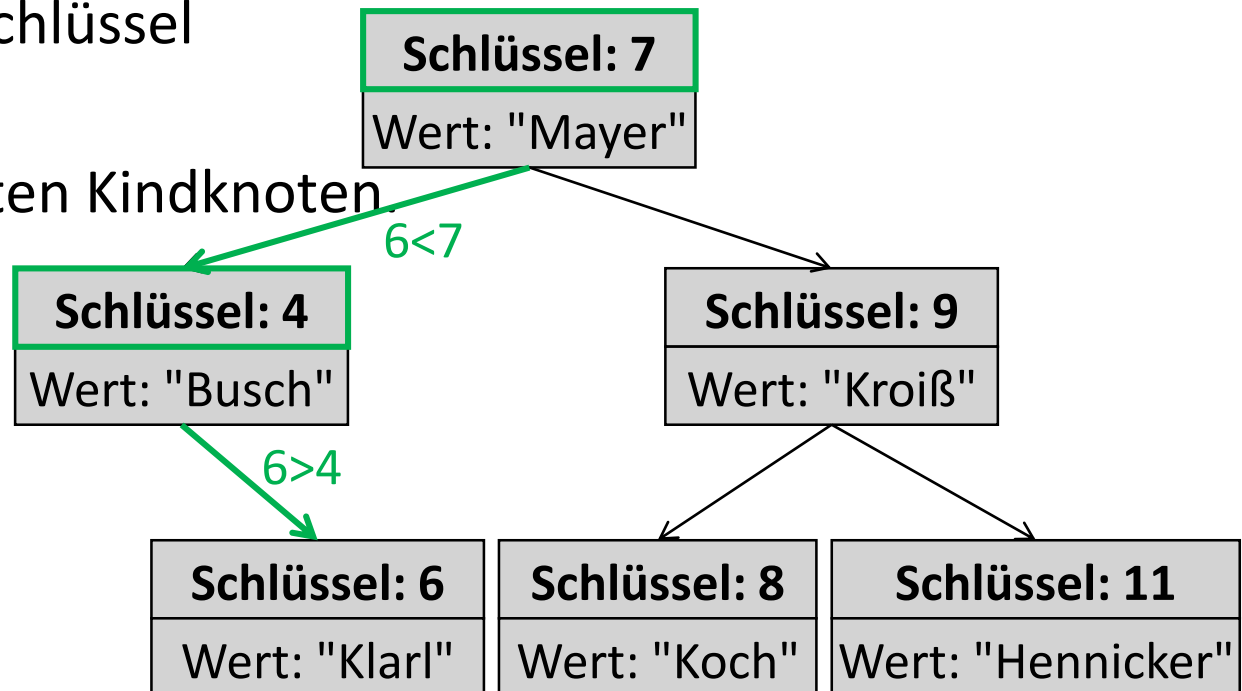 chlüssel
Schlüssel: 7
Wert: "Mayer"
ten Kindknoten.
6<7
Schlüssel: 4
Wert: "Busch"
Schlüssel: 9
Wert: "Kroiß"
6>4
Schlüssel: 6
Wert: "Klarl"
Schlüssel: 8
Wert: "Koch"
Schlüssel: 11
Wert: "Hennicker"